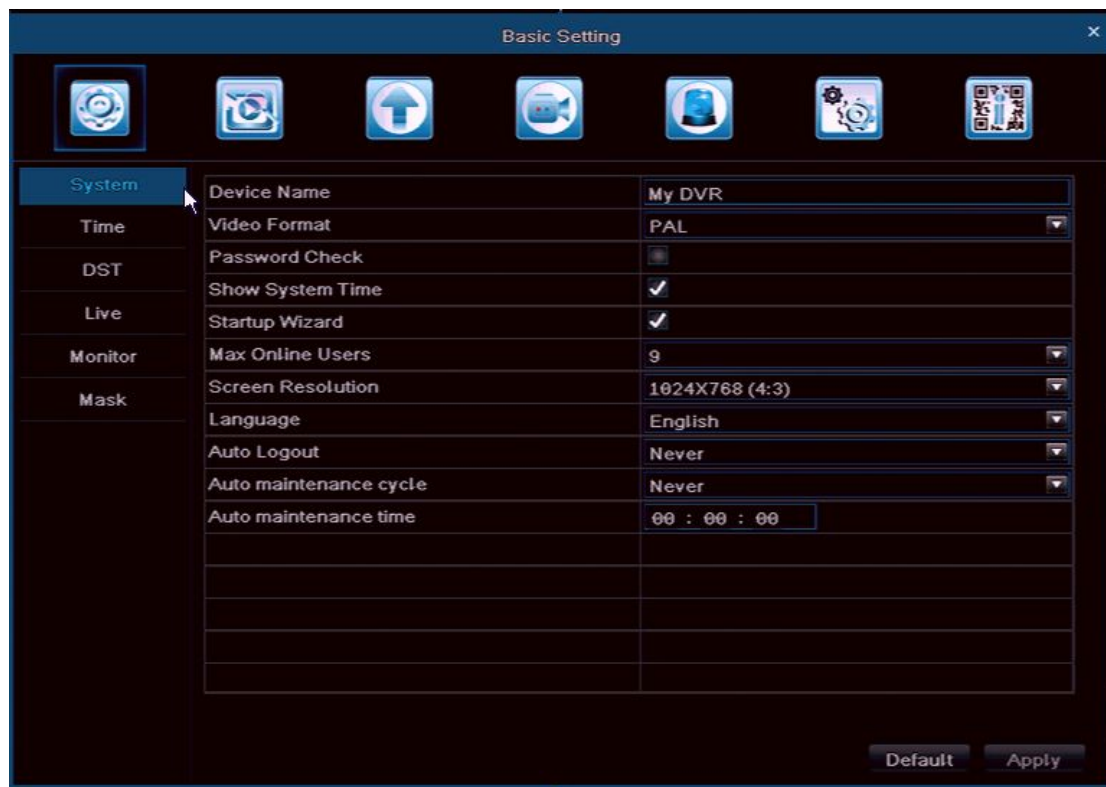 Basic Setting
System
Time
DST
Live
Monitor
Mask
Device Name My DVR
Video Format PAL
Password Check
Show System Time
Startup Wizard
Max Online Users 9
Screen Resolution 1024X768 (4:3)
Language English
Auto Logout Never
Auto maintenance cycle Never
Auto maintenance time 00 : 00 : 00
Default Apply